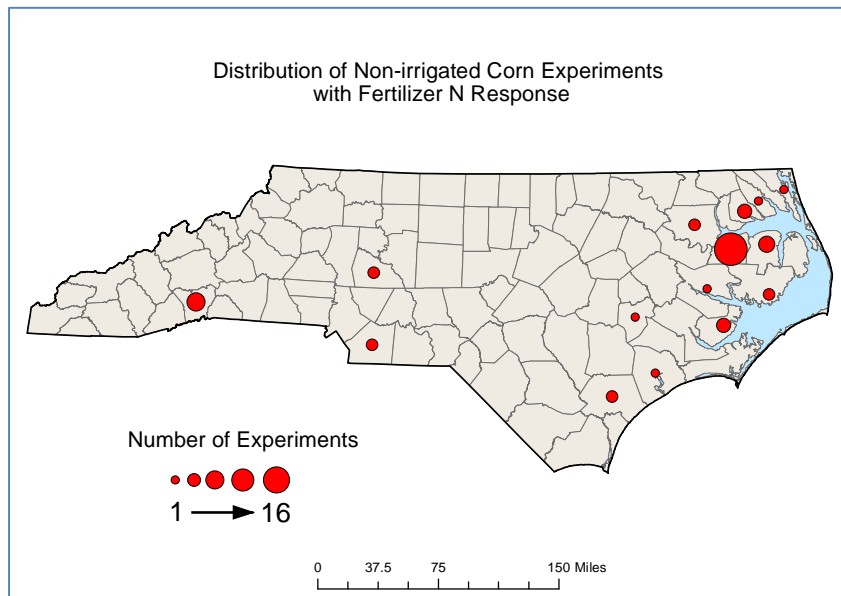 Distribution of Non-irrigated Corn Experiments
with Fertilizer N Response
Number of Experiments
1 16
0 37.5 75 150 Miles